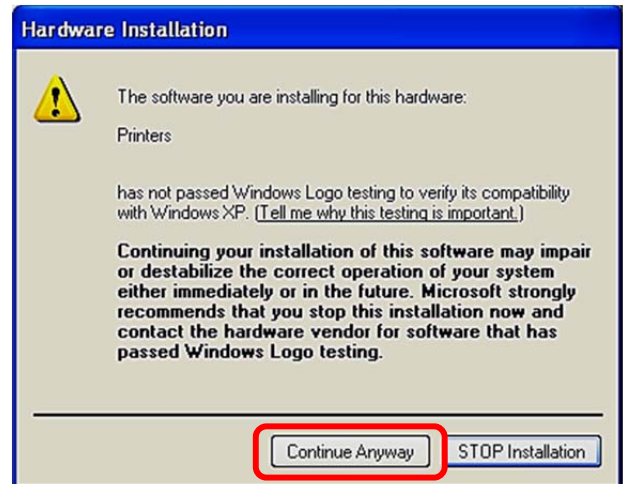 Hardware Installation
The software you are installing for this hardware:
Printers
has not passed Windows Logo testing to verify its compatibility
with Windows XP. (Tell me why this testing is important.)
Continuing your installation of this software may impair
or destabilize the correct operation of your system
either immediately or in the future. Microsoft strongly
recommends that you stop this installation now and
contact the hardware vendor for software that has
passed Windows Logo testing.
Continue Anyway STOP Installation